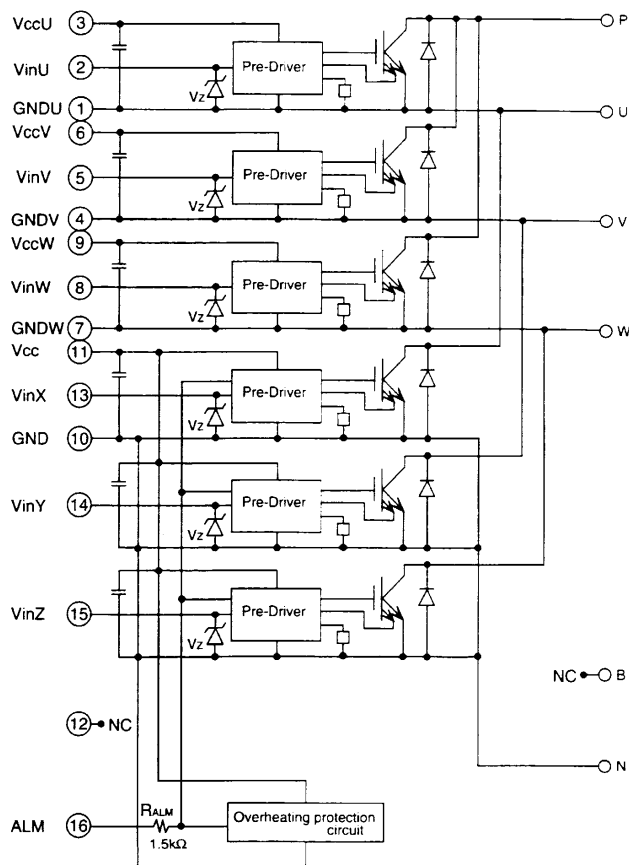 VccU 3
P
VinU 2
Pre-Driver
Vz
GNDU 1
U
VccV 6
VinV 5
Pre-Driver
Vz
GNDV 4
V
VccW 9
VinW 8
Pre-Driver
Vz
GNDW 7
W
Vcc 11
VinX 13
Pre-Driver
Vz
GND 10
VinY 14
Pre-Driver
Vz
VinZ 15
Pre-Driver
Vz
NC B
12 NC
N
RALM
ALM 16
1.5kΩ
Overheating protection
circuit